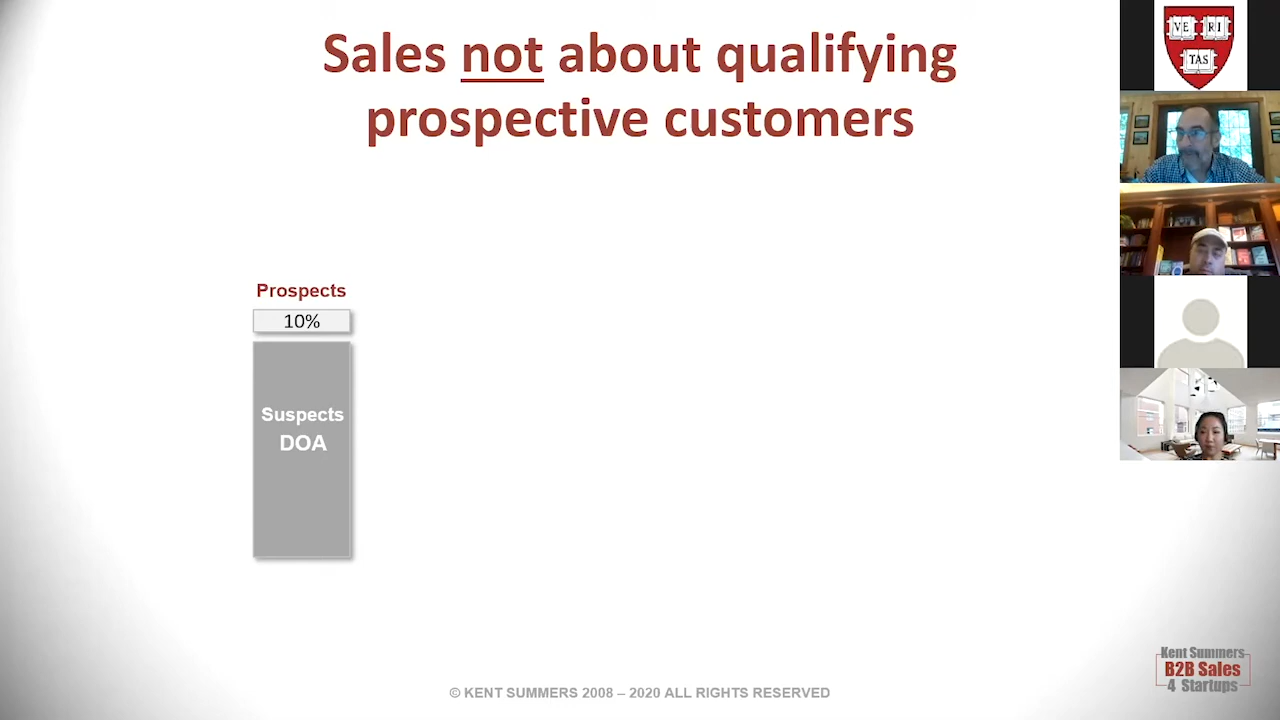 Sales not about qualifying
prospective customers
Prospects
10%
Suspects
DOA
© KENT SUMMERS 2008 – 2020 ALL RIGHTS RESERVED
VE RI
TAS
Kent Summers
B2B Sales
4 Startups